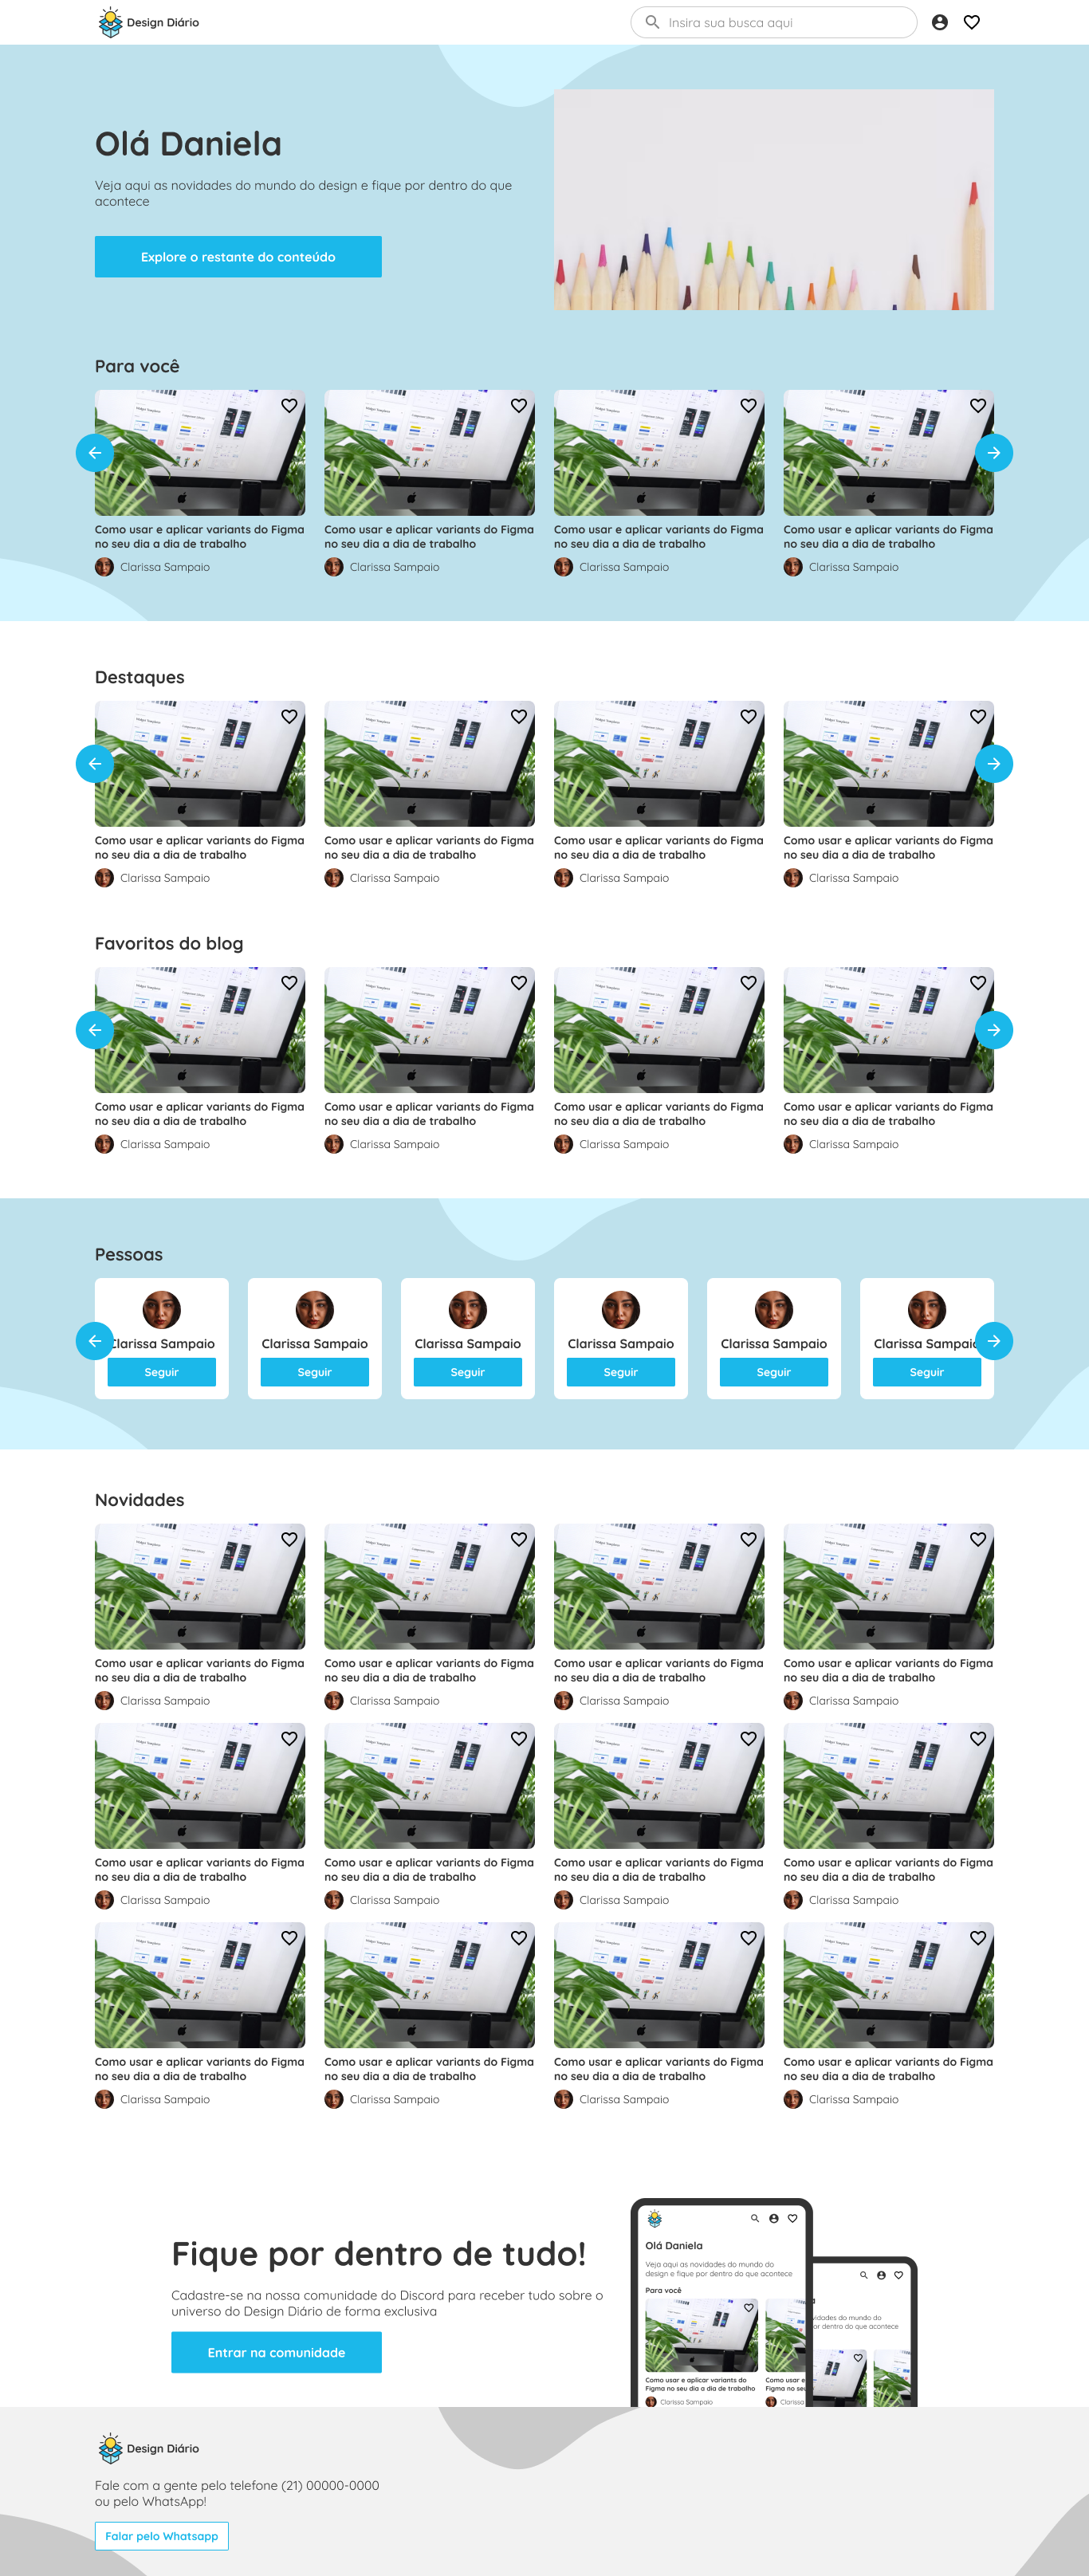 Design Diário
Insira sua busca aqui
Olá Daniela
Veja aqui as novidades do mundo do design e fique por dentro do que
acontece
Explore o restante do conteúdo
Para você
Como usar e aplicar variants do Figma
no seu dia a dia de trabalho
Clarissa Sampaio
Como usar e aplicar variants do Figma
no seu dia a dia de trabalho
Clarissa Sampaio
Como usar e aplicar variants do Figma
no seu dia a dia de trabalho
Clarissa Sampaio
Como usar e aplicar variants do Figma
no seu dia a dia de trabalho
Clarissa Sampaio
Destaques
Como usar e aplicar variants do Figma
no seu dia a dia de trabalho
Clarissa Sampaio
Como usar e aplicar variants do Figma
no seu dia a dia de trabalho
Clarissa Sampaio
Como usar e aplicar variants do Figma
no seu dia a dia de trabalho
Clarissa Sampaio
Como usar e aplicar variants do Figma
no seu dia a dia de trabalho
Clarissa Sampaio
Favoritos do blog
Como usar e aplicar variants do Figma
no seu dia a dia de trabalho
Clarissa Sampaio
Como usar e aplicar variants do Figma
no seu dia a dia de trabalho
Clarissa Sampaio
Como usar e aplicar variants do Figma
no seu dia a dia de trabalho
Clarissa Sampaio
Como usar e aplicar variants do Figma
no seu dia a dia de trabalho
Clarissa Sampaio
Pessoas
Clarissa Sampaio
Seguir
Clarissa Sampaio
Seguir
Clarissa Sampaio
Seguir
Clarissa Sampaio
Seguir
Clarissa Sampaio
Seguir
Clarissa Sampaio
Seguir
Novidades
Como usar e aplicar variants do Figma
no seu dia a dia de trabalho
Clarissa Sampaio
Como usar e aplicar variants do Figma
no seu dia a dia de trabalho
Clarissa Sampaio
Como usar e aplicar variants do Figma
no seu dia a dia de trabalho
Clarissa Sampaio
Como usar e aplicar variants do Figma
no seu dia a dia de trabalho
Clarissa Sampaio
Como usar e aplicar variants do Figma
no seu dia a dia de trabalho
Clarissa Sampaio
Como usar e aplicar variants do Figma
no seu dia a dia de trabalho
Clarissa Sampaio
Como usar e aplicar variants do Figma
no seu dia a dia de trabalho
Clarissa Sampaio
Como usar e aplicar variants do Figma
no seu dia a dia de trabalho
Clarissa Sampaio
Como usar e aplicar variants do Figma
no seu dia a dia de trabalho
Clarissa Sampaio
Como usar e aplicar variants do Figma
no seu dia a dia de trabalho
Clarissa Sampaio
Como usar e aplicar variants do Figma
no seu dia a dia de trabalho
Clarissa Sampaio
Como usar e aplicar variants do Figma
no seu dia a dia de trabalho
Clarissa Sampaio
Fique por dentro de tudo!
Cadastre-se na nossa comunidade do Discord para receber tudo sobre o
universo do Design Diário de forma exclusiva
Entrar na comunidade
Olá Daniela
Veja aqui as novidades do mundo do
design e fique por dentro do que acontece
Para você
Como usar e aplicar variants do
Figma no seu dia a dia de trabalho
Clarissa Sampaio
Como usar e
Figma no seu
Clarissa
vidades do mundo do
or dentro do que acontece
Design Diário
Fale com a gente pelo telefone (21) 00000-0000
ou pelo WhatsApp!
Falar pelo Whatsapp